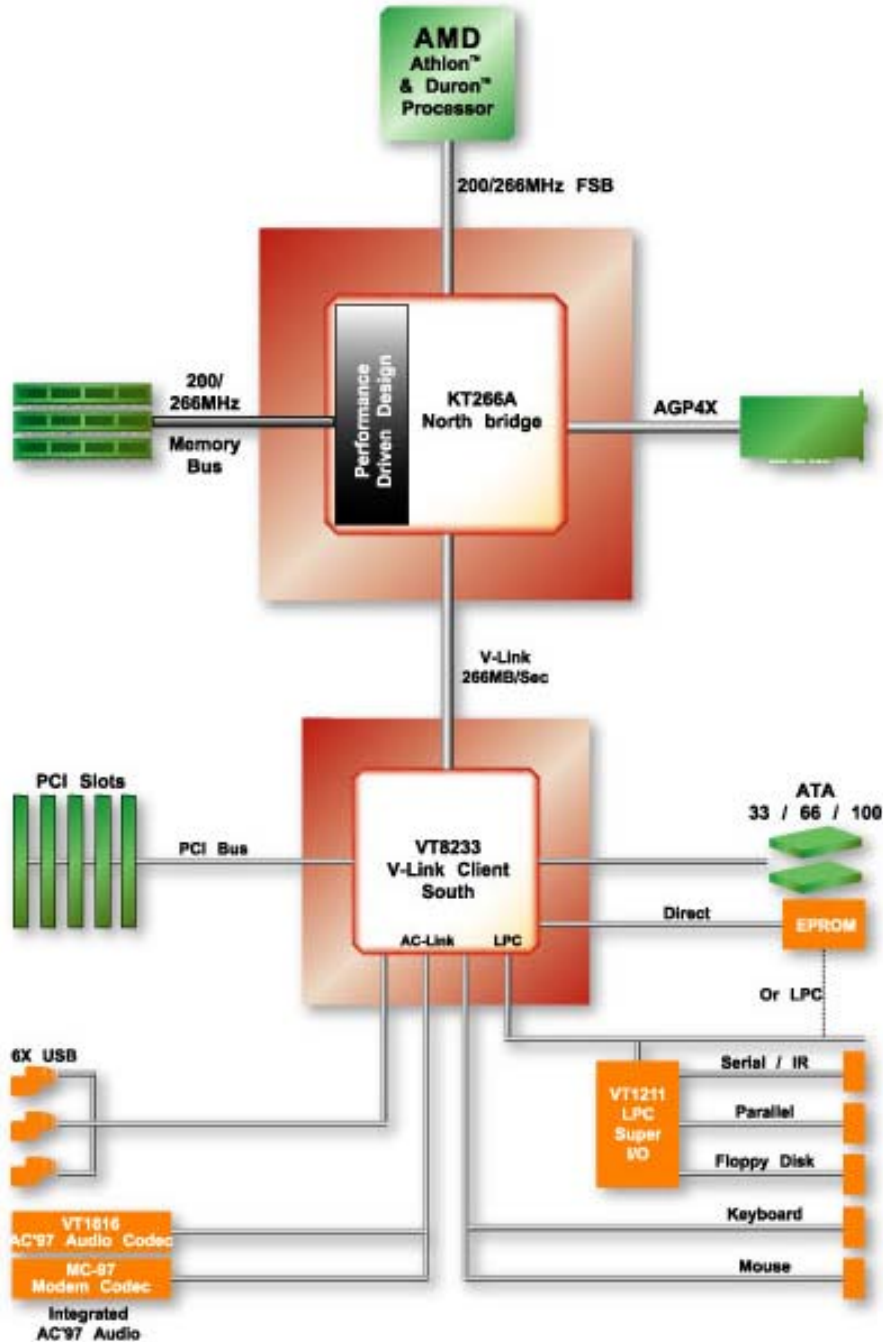 AMD
Athlon™
& Duron™
Processor
200/266MHz FSB
200/
266MHz
Memory
Bus
Performance
Driven Design
KT266A
North bridge
AGP4X
V-Link
266MB/Sec
PCI Slots
PCI Bus
VT8233
V-Link Client
South
AC-Link
LPC
ATA
33 / 66 / 100
Direct
EPROM
Or LPC
6X USB
VT1211
LPC
Super
I/O
Serial / IR
Parallel
Floppy Disk
Keyboard
Mouse
VT1616
AC'97 Audio Codec
MC-97
Modem Codec
Integrated
AC'97 Audio